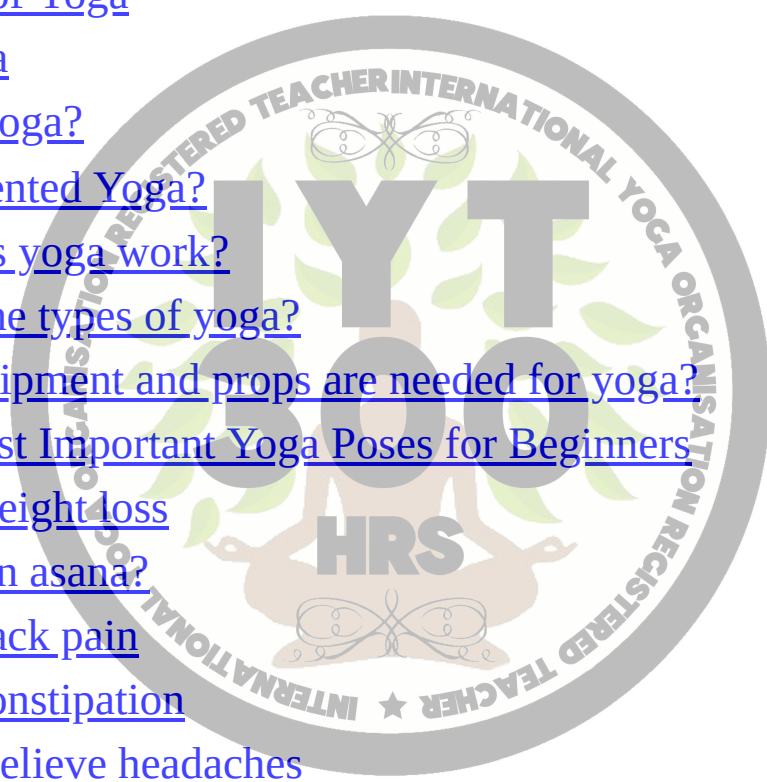 or Yoga
a
oga?
ented Yoga?
s yoga work?
he types of yoga?
ipment and props are needed for yoga?
st Important Yoga Poses for Beginners
eight loss
n asana?
ack pain
onstipation
elieve headaches
INTERNATIONAL YOGA ORGANISATION REGISTERED TEACHER
INTERNATIONAL YOGA ORGANISATION REGISTERED TEACHER
IYT
300
HRS